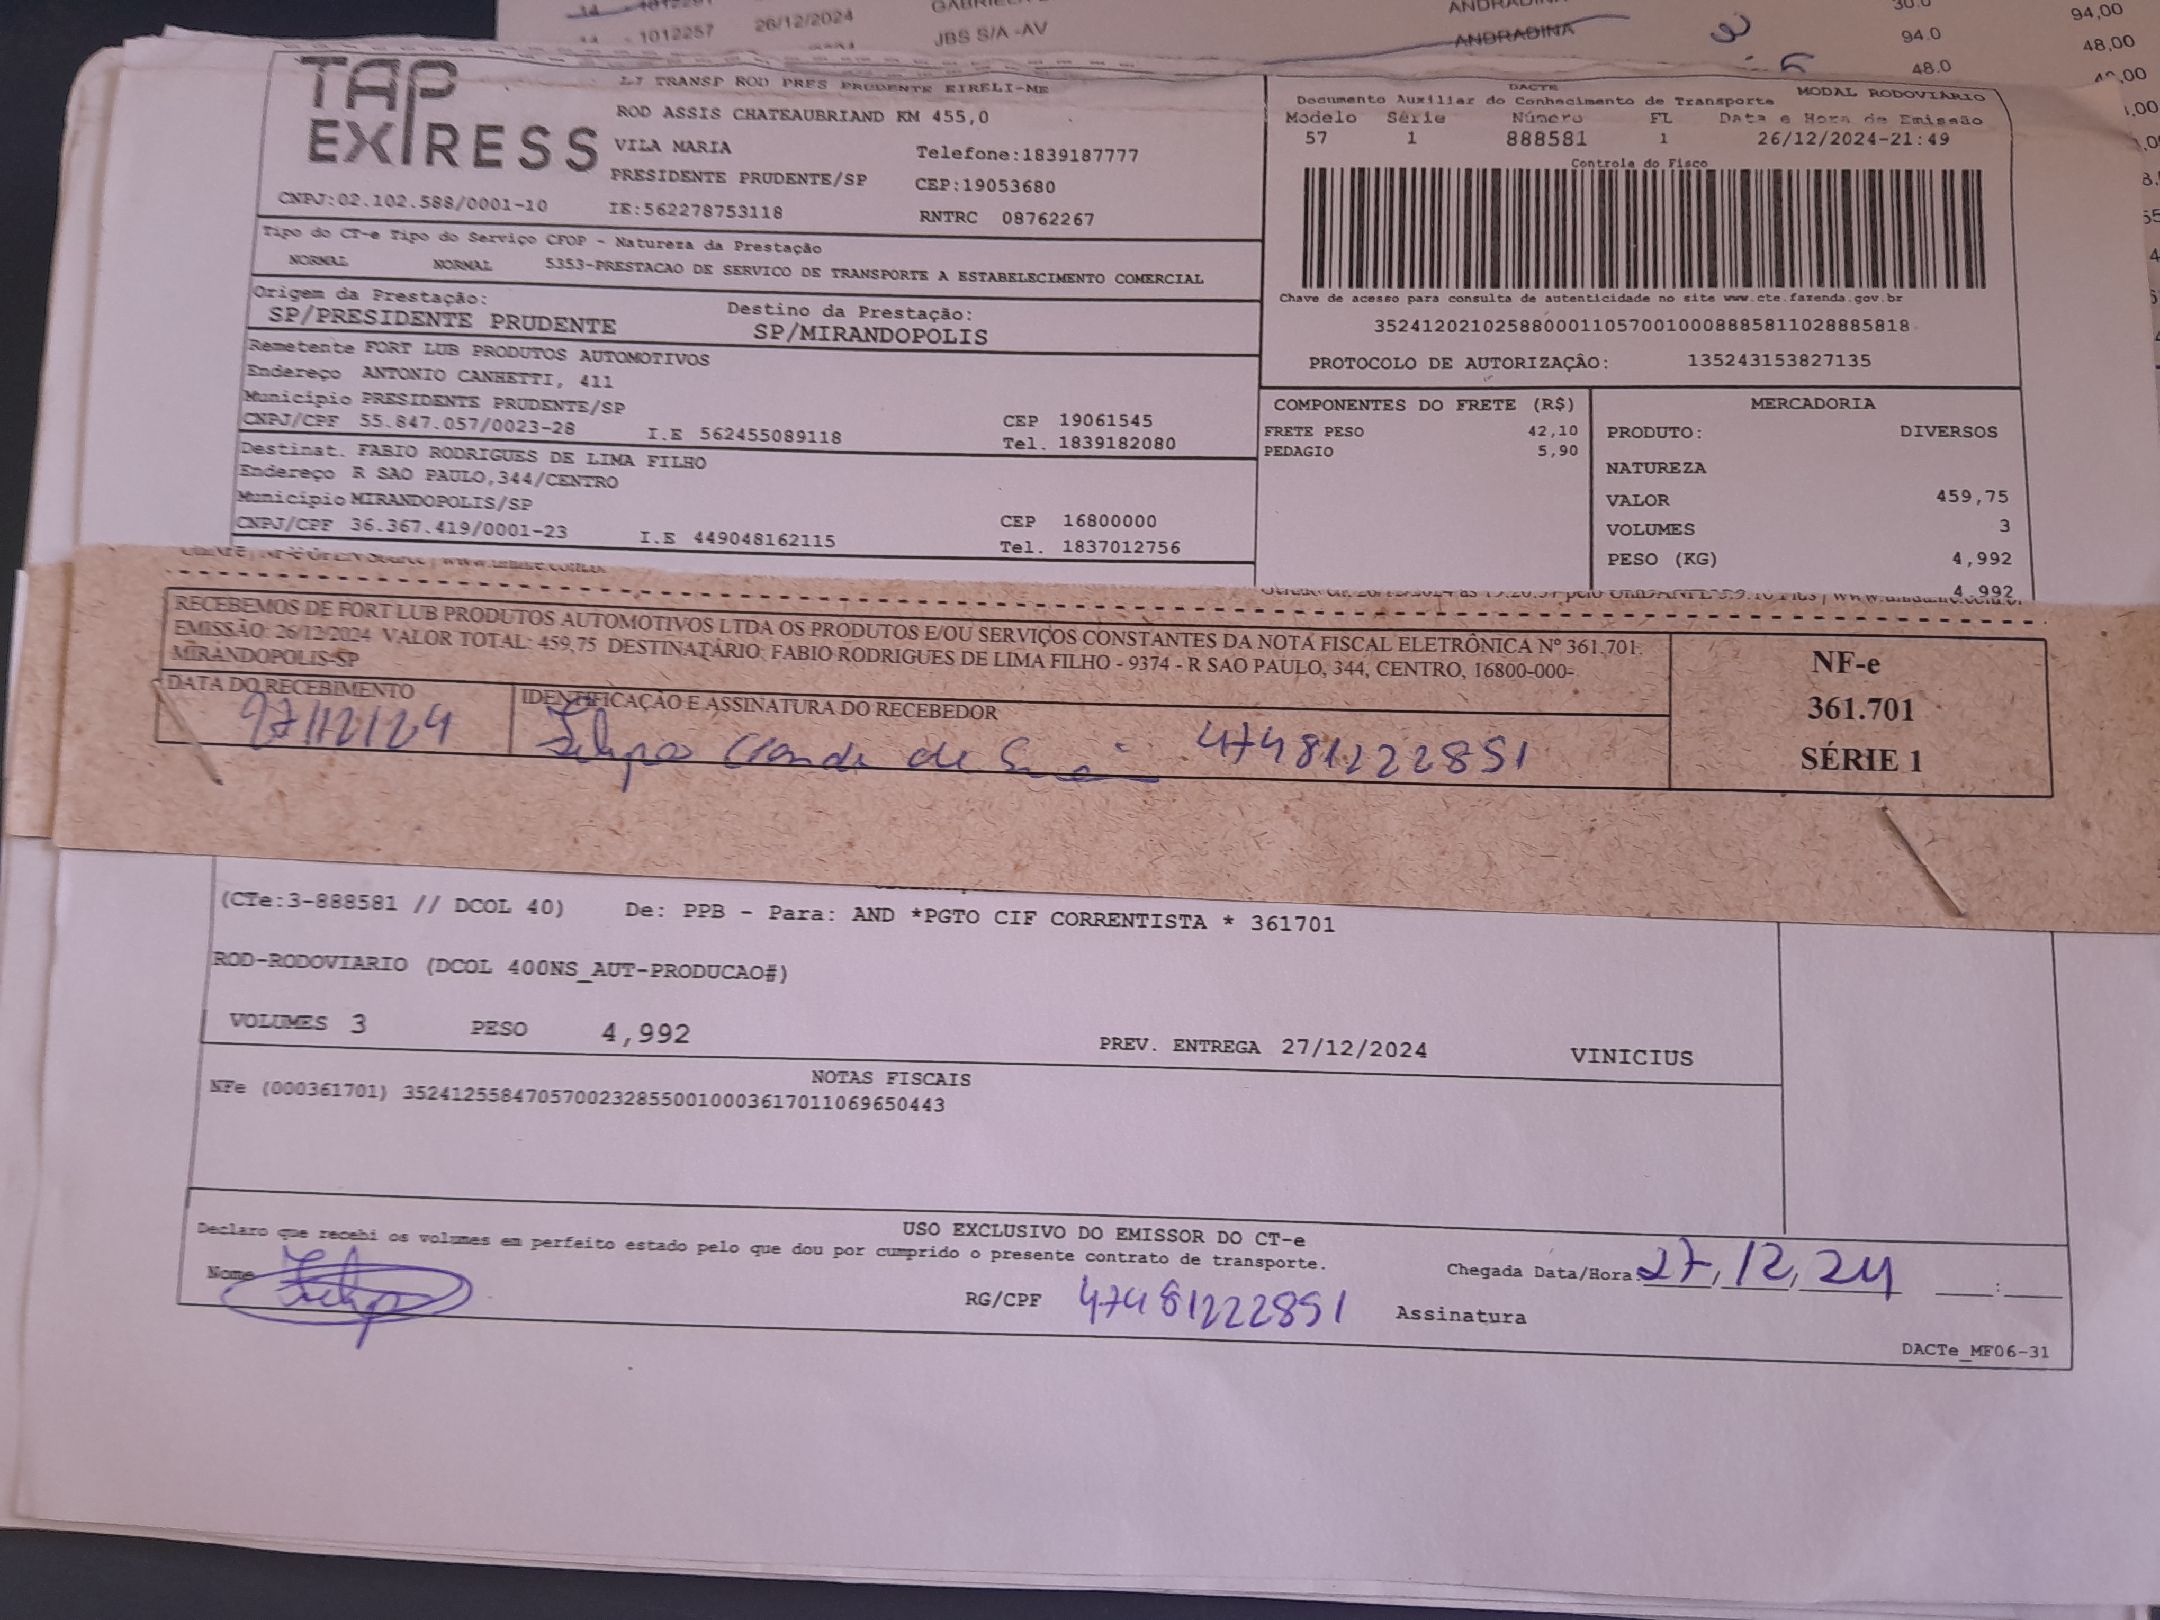 1012257 26/12/2024 JBS S/A -AV ANDRADINA 94.0 48,00
30.0 94,00
48.0
TAP EXPRESS
LJ TRANSP ROD PRES PRUDENTE EIRELI-ME
ROD ASSIS CHATEAUBRIAND KM 455,0
VILA MARIA Telefone:1839187777
PRESIDENTE PRUDENTE/SP CEP:19053680
CNPJ:02.102.588/0001-10 IE:562278753118 RNTRC 08762267
DACTE
Documento Auxiliar do Conhecimento de Transporte MODAL RODOVIÁRIO
Modelo Série Número FL Data e Hora de Emissão
57 1 888581 1 26/12/2024-21:49
Controle do Fisco
Chave de acesso para consulta de autenticidade no site www.cte.fazenda.gov.br
35241202102588000110570010008885811028885818
PROTOCOLO DE AUTORIZAÇÃO: 135243153827135
Tipo do CT-e Tipo do Serviço CFOP - Natureza da Prestação
NORMAL NORMAL 5353-PRESTACAO DE SERVICO DE TRANSPORTE A ESTABELECIMENTO COMERCIAL
Origem da Prestação: Destino da Prestação:
SP/PRESIDENTE PRUDENTE SP/MIRANDOPOLIS
Remetente FORT LUB PRODUTOS AUTOMOTIVOS
Endereço ANTONIO CANHETTI, 411
Município PRESIDENTE PRUDENTE/SP CEP 19061545
CNPJ/CPF 55.847.057/0023-28 I.E 562455089118 Tel. 1839182080
Destinat. FABIO RODRIGUES DE LIMA FILHO
Endereço R SAO PAULO,344/CENTRO
Município MIRANDOPOLIS/SP CEP 16800000
CNPJ/CPF 36.367.419/0001-23 I.E 449048162115 Tel. 1837012756
COMPONENTES DO FRETE (R$)
FRETE PESO 42,10
PEDAGIO 5,90
MERCADORIA
PRODUTO: DIVERSOS
NATUREZA
VALOR 459,75
VOLUMES 3
PESO (KG) 4,992
4,992
RECEBEMOS DE FORT LUB PRODUTOS AUTOMOTIVOS LTDA OS PRODUTOS E/OU SERVIÇOS CONSTANTES DA NOTA FISCAL ELETRÔNICA Nº 361.701.
EMISSÃO: 26/12/2024 VALOR TOTAL: 459,75 DESTINATÁRIO: FABIO RODRIGUES DE LIMA FILHO - 9374 - R SAO PAULO, 344, CENTRO, 16800-000-
MIRANDOPOLIS-SP
DATA DO RECEBIMENTO IDENTIFICAÇÃO E ASSINATURA DO RECEBEDOR
27/12/24 47481222851
NF-e
361.701
SÉRIE 1
(CTe:3-888581 // DCOL 40) De: PPB - Para: AND *PGTO CIF CORRENTISTA * 361701
ROD-RODOVIARIO (DCOL 400NS_AUT-PRODUCAO#)
VOLUMES 3 PESO 4,992 PREV. ENTREGA 27/12/2024 VINICIUS
NOTAS FISCAIS
NFe (000361701) 35241255847057002328550010003617011069650443
USO EXCLUSIVO DO EMISSOR DO CT-e
Declaro que recebi os volumes em perfeito estado pelo que dou por cumprido o presente contrato de transporte.
Nome RG/CPF 47481222851 Assinatura
Chegada Data/Hora: 27,12,24 :
DACTe_MF06-31